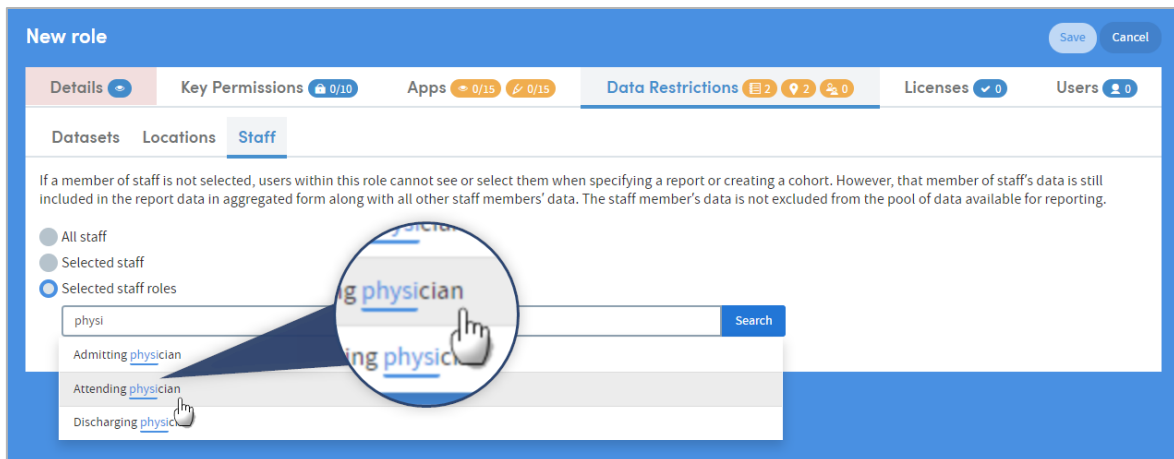 New role
Save Cancel
Details Key Permissions 0/10 Apps 0/15 0/15 Data Restrictions 2 2 0 Licenses 0 Users 0
Datasets Locations Staff
If a member of staff is not selected, users within this role cannot see or select them when specifying a report or creating a cohort. However, that member of staff's data is still
included in the report data in aggregated form along with all other staff members' data. The staff member's data is not excluded from the pool of data available for reporting.
All staff
Selected staff
Selected staff roles
physi
Search
Admitting physician
Attending physician
Discharging physici
physician
g physician
ing physici